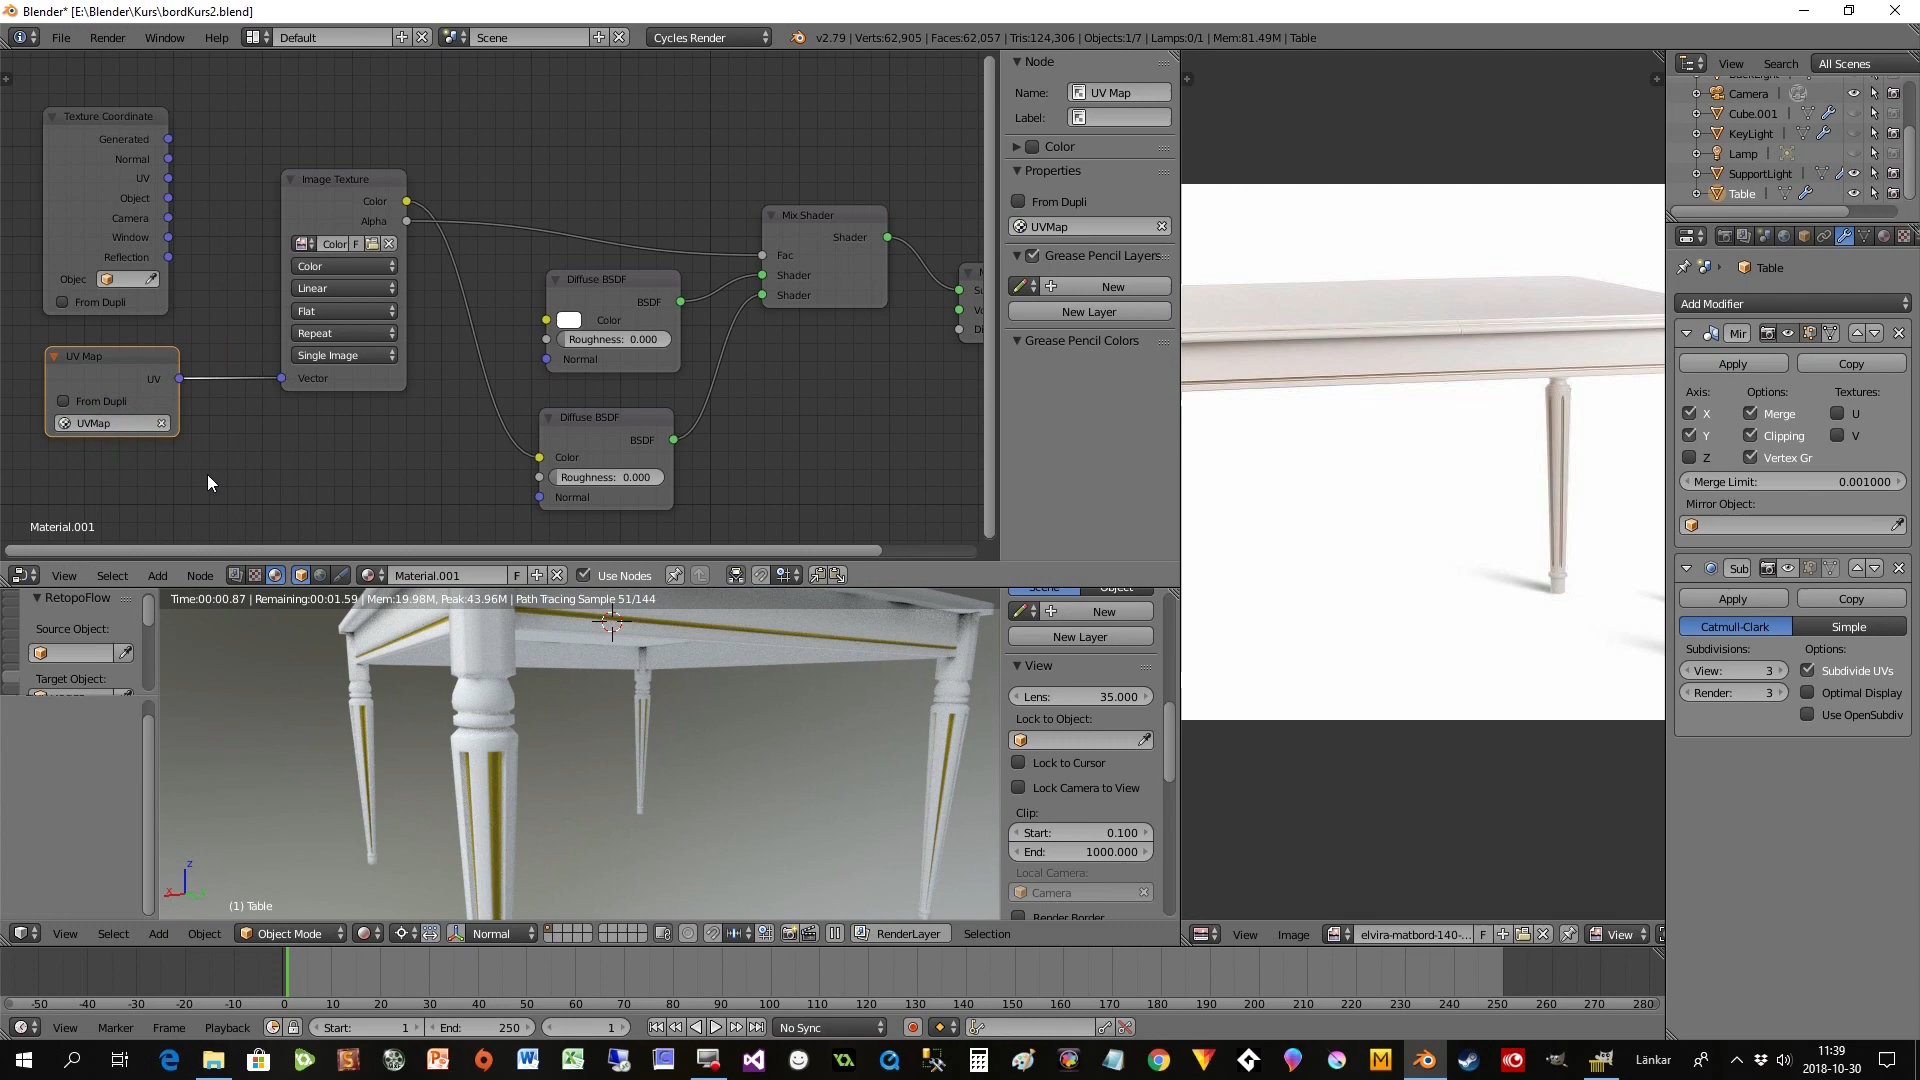 Blender* [E:\Blender\Kurs\bordKurs2.blend]
File Render Window Help Default Scene Cycles Render v2.79 | Verts:62,905 | Faces:62,057 | Tris:124,306 | Objects:1/7 | Lamps:0/1 | Mem:81.49M | Table
Texture Coordinate
Generated
Normal
UV
Object
Camera
Window
Reflection
Objec
From Dupli
UV Map
UV
From Dupli
UVMap
Image Texture
Color
Alpha
Color F
Color
Linear
Flat
Repeat
Single Image
Vector
Diffuse BSDF
BSDF
Color
Roughness: 0.000
Normal
Diffuse BSDF
BSDF
Color
Roughness: 0.000
Normal
Mix Shader
Shader
Fac
Shader
Shader
Material.001
Node
Name: UV Map
Label:
Color
Properties
From Dupli
UVMap
Grease Pencil Layers
New
New Layer
Grease Pencil Colors
View Select Add Node Material.001 F Use Nodes
RetopoFlow
Source Object:
Target Object:
Time:00:00.87 | Remaining:00:01.59 | Mem:19.98M, Peak:43.96M | Path Tracing Sample 51/144
z
x
(1) Table
Scene Object
New
New Layer
View
Lens: 35.000
Lock to Object:
Lock to Cursor
Lock Camera to View
Clip:
Start: 0.100
End: 1000.000
Local Camera:
Camera
Render Border
View Select Add Object Object Mode Normal RenderLayer Selection
View Image elvira-matbord-140-... F View
View Search All Scenes
BackLight
Camera
Cube.001
KeyLight
Lamp
SupportLight
Table
Table
Add Modifier
Mir
Apply Copy
Axis: Options: Textures:
X Merge U
Y Clipping V
Z Vertex Gr
Merge Limit: 0.001000
Mirror Object:
Sub
Apply Copy
Catmull-Clark Simple
Subdivisions: Options:
View: 3 Subdivide UVs
Render: 3 Optimal Display
Use OpenSubdiv
-50 -40 -30 -20 -10 0 10 20 30 40 50 60 70 80 90 100 110 120 130 140 150 160 170 180 190 200 210 220 230 240 250 260 270 280
View Marker Frame Playback Start: 1 End: 250 1 No Sync
Länkar
11:39
2018-10-30